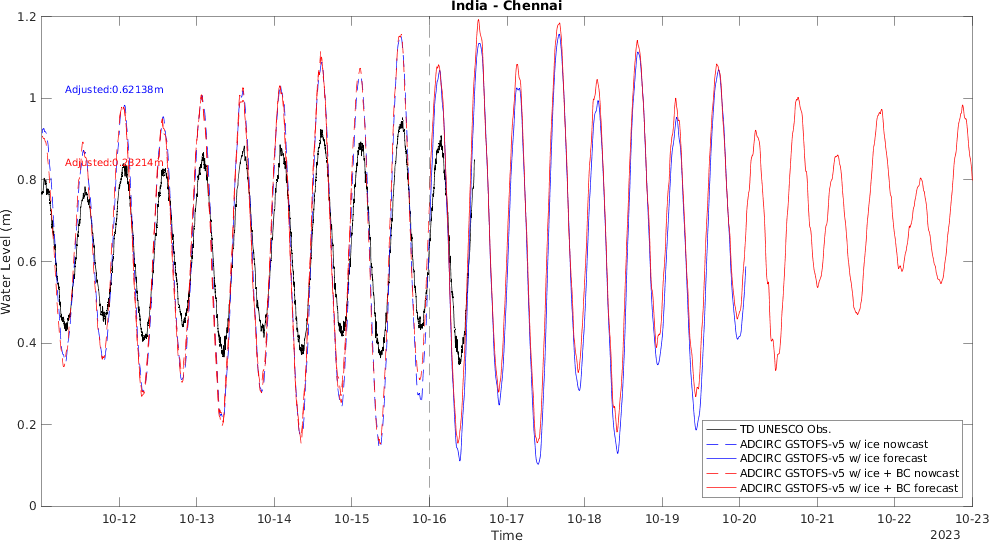 India - Chennai
1.2
1
0.8
0.6
0.4
0.2
0
Water Level (m)
Adjusted:0.62138m
Adjusted:0.28214m
TD UNESCO Obs.
ADCIRC GSTOFS-v5 w/ ice nowcast
ADCIRC GSTOFS-v5 w/ ice forecast
ADCIRC GSTOFS-v5 w/ ice + BC nowcast
ADCIRC GSTOFS-v5 w/ ice + BC forecast
10-12 10-13 10-14 10-15 10-16 10-17 10-18 10-19 10-20 10-21 10-22 10-23
Time
2023